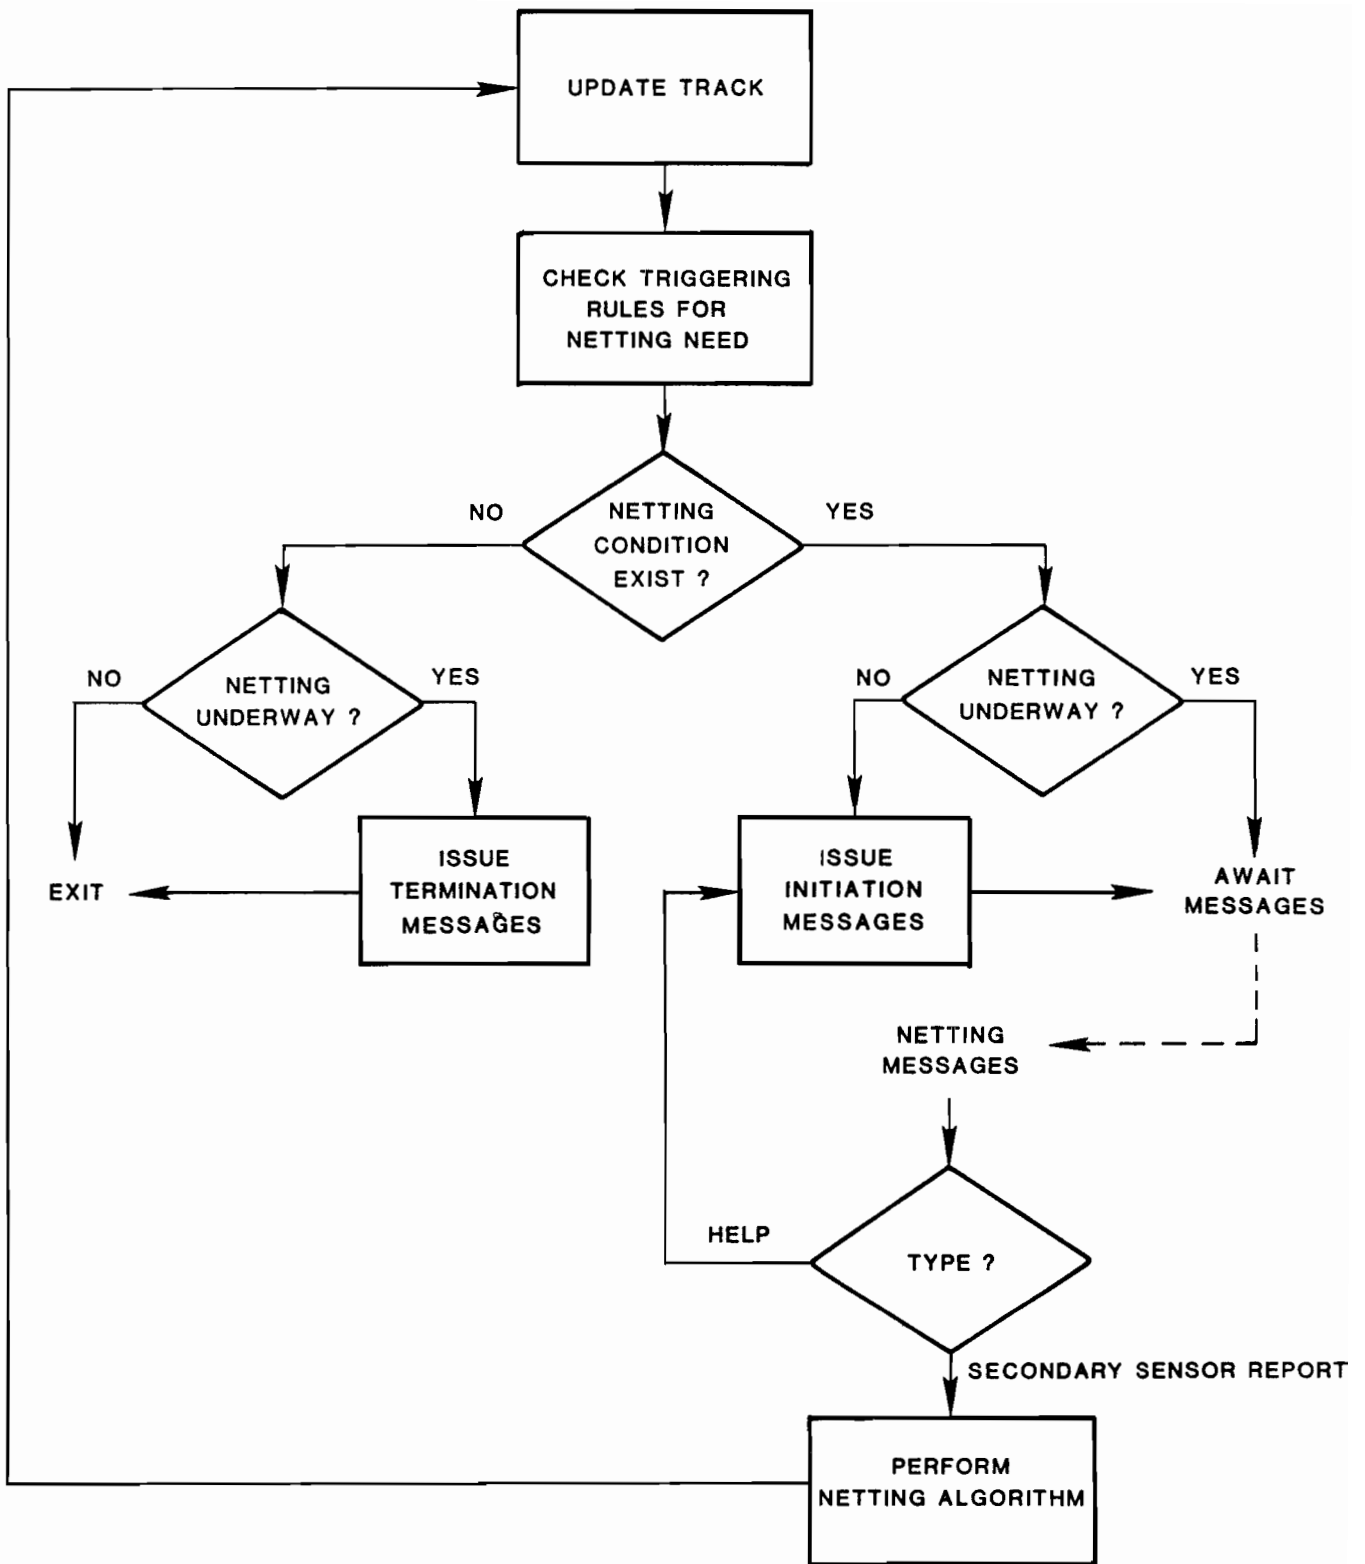 UPDATE TRACK
CHECK TRIGGERING
RULES FOR
NETTING NEED
NO
NETTING
CONDITION
EXIST ?
YES
NO
NETTING
UNDERWAY ?
YES
NO
NETTING
UNDERWAY ?
YES
EXIT
ISSUE
TERMINATION
MESSAGES
ISSUE
INITIATION
MESSAGES
AWAIT
MESSAGES
NETTING
MESSAGES
HELP
TYPE ?
SECONDARY SENSOR REPORT
PERFORM
NETTING ALGORITHM